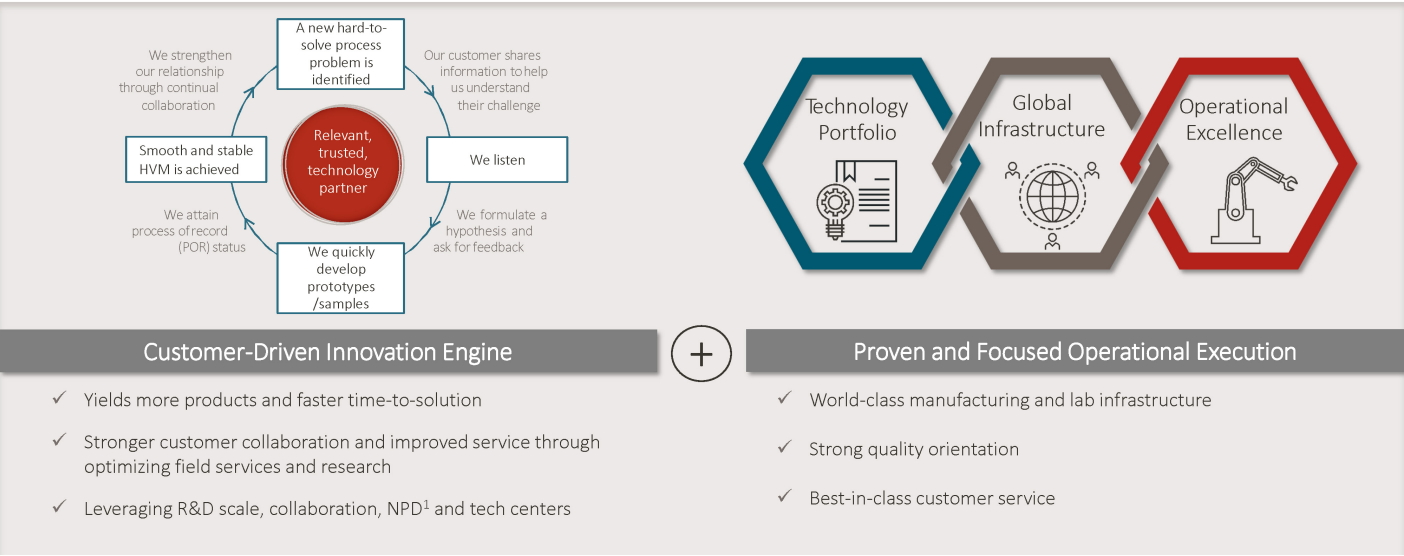 A new hard-to-
solve process
problem is
identified
Our customer shares
information to help
us understand
their challenge
We listen
We formulate a
hypothesis and
ask for feedback
We quickly
develop
prototypes
/samples
We attain
process of record
(POR) status
Smooth and stable
HVM is achieved
We strengthen
our relationship
through continual
collaboration
Relevant,
trusted,
technology
partner
Technology
Portfolio
Global
Infrastructure
Operational
Excellence
Customer-Driven Innovation Engine
+
Proven and Focused Operational Execution
✓ Yields more products and faster time-to-solution
✓ Stronger customer collaboration and improved service through
optimizing field services and research
✓ Leveraging R&D scale, collaboration, NPD¹ and tech centers
✓ World-class manufacturing and lab infrastructure
✓ Strong quality orientation
✓ Best-in-class customer service